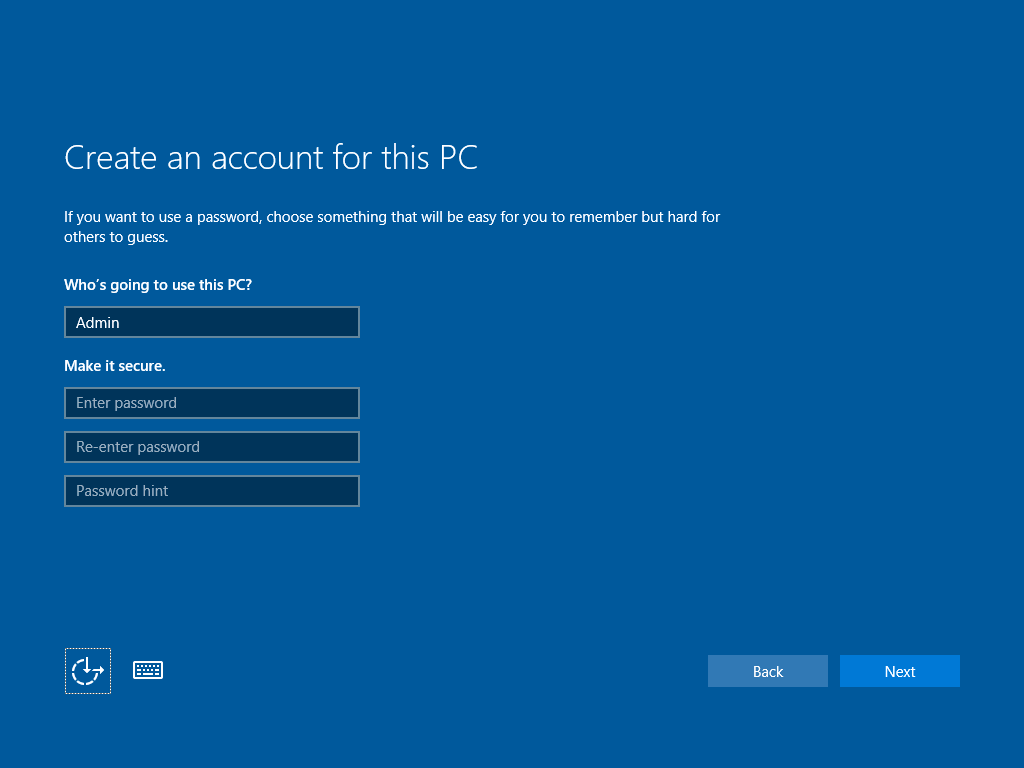 Create an account for this PC
If you want to use a password, choose something that will be easy for you to remember but hard for
others to guess.
Who's going to use this PC?
Admin
Make it secure.
Enter password
Re-enter password
Password hint
Back
Next